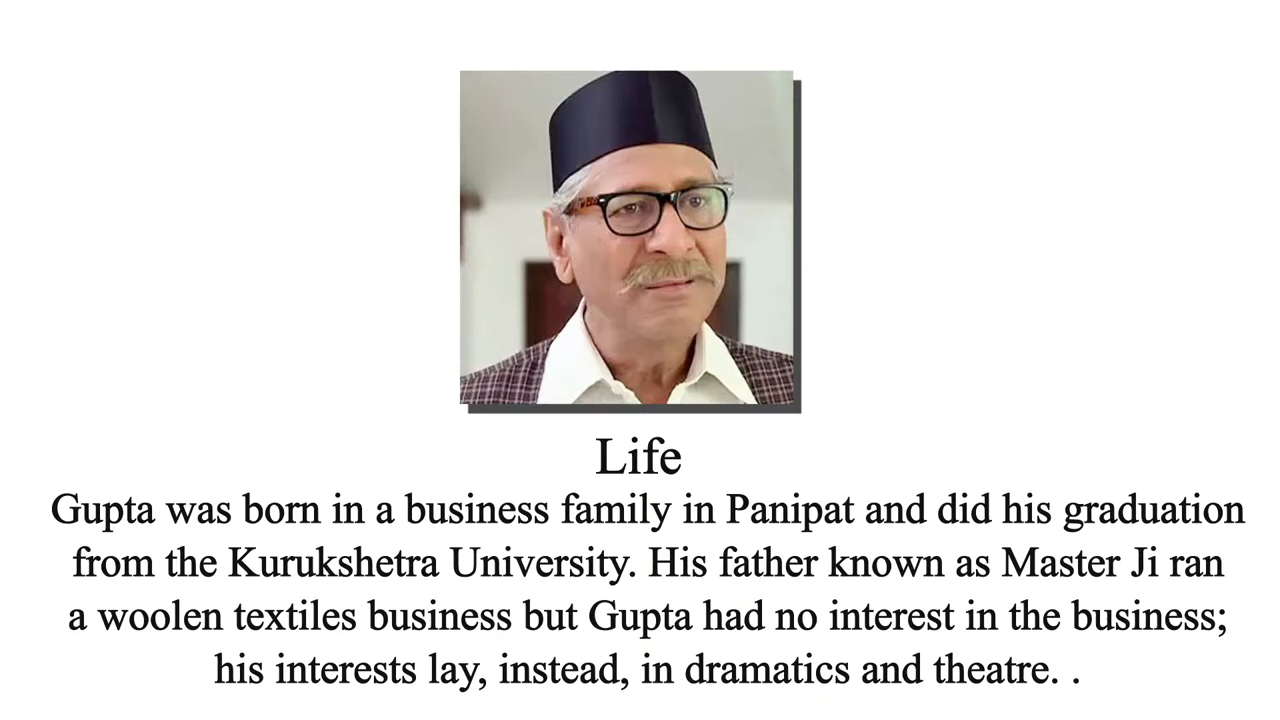 Life
Gupta was born in a business family in Panipat and did his graduation
from the Kurukshetra University. His father known as Master Ji ran
a woolen textiles business but Gupta had no interest in the business;
his interests lay, instead, in dramatics and theatre. .